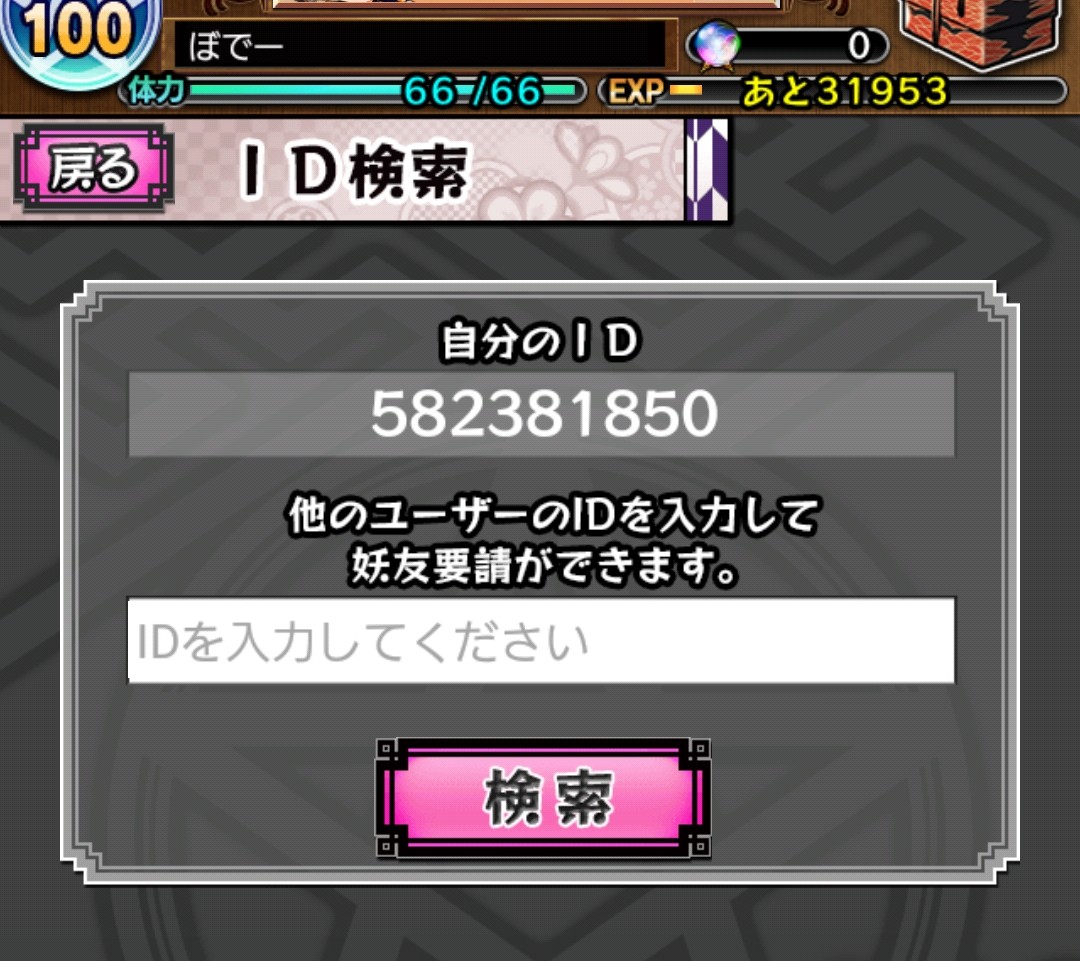 100
ぼでー
0
体力 66/66 EXP あと31953
戻る
ID検索
自分のID
582381850
他のユーザーのIDを入力して
妖友要請ができます。
IDを入力してください
検索